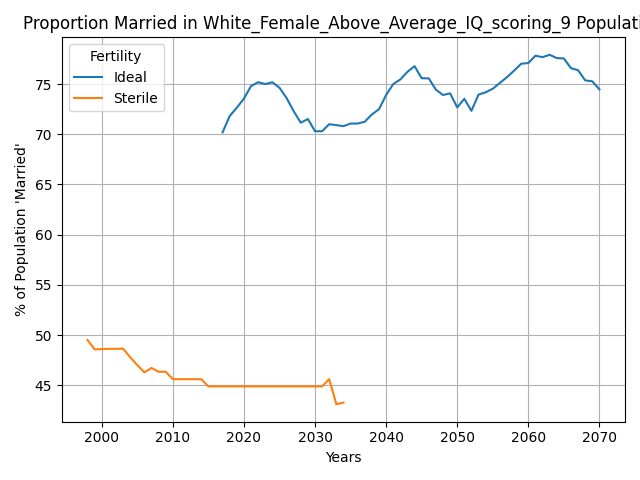 Proportion Married in White_Female_Above_Average_IQ_scoring_9 Populati
Fertility
Ideal
Sterile
% of Population 'Married'
75
70
65
60
55
50
45
2000 2010 2020 2030 2040 2050 2060 2070
Years